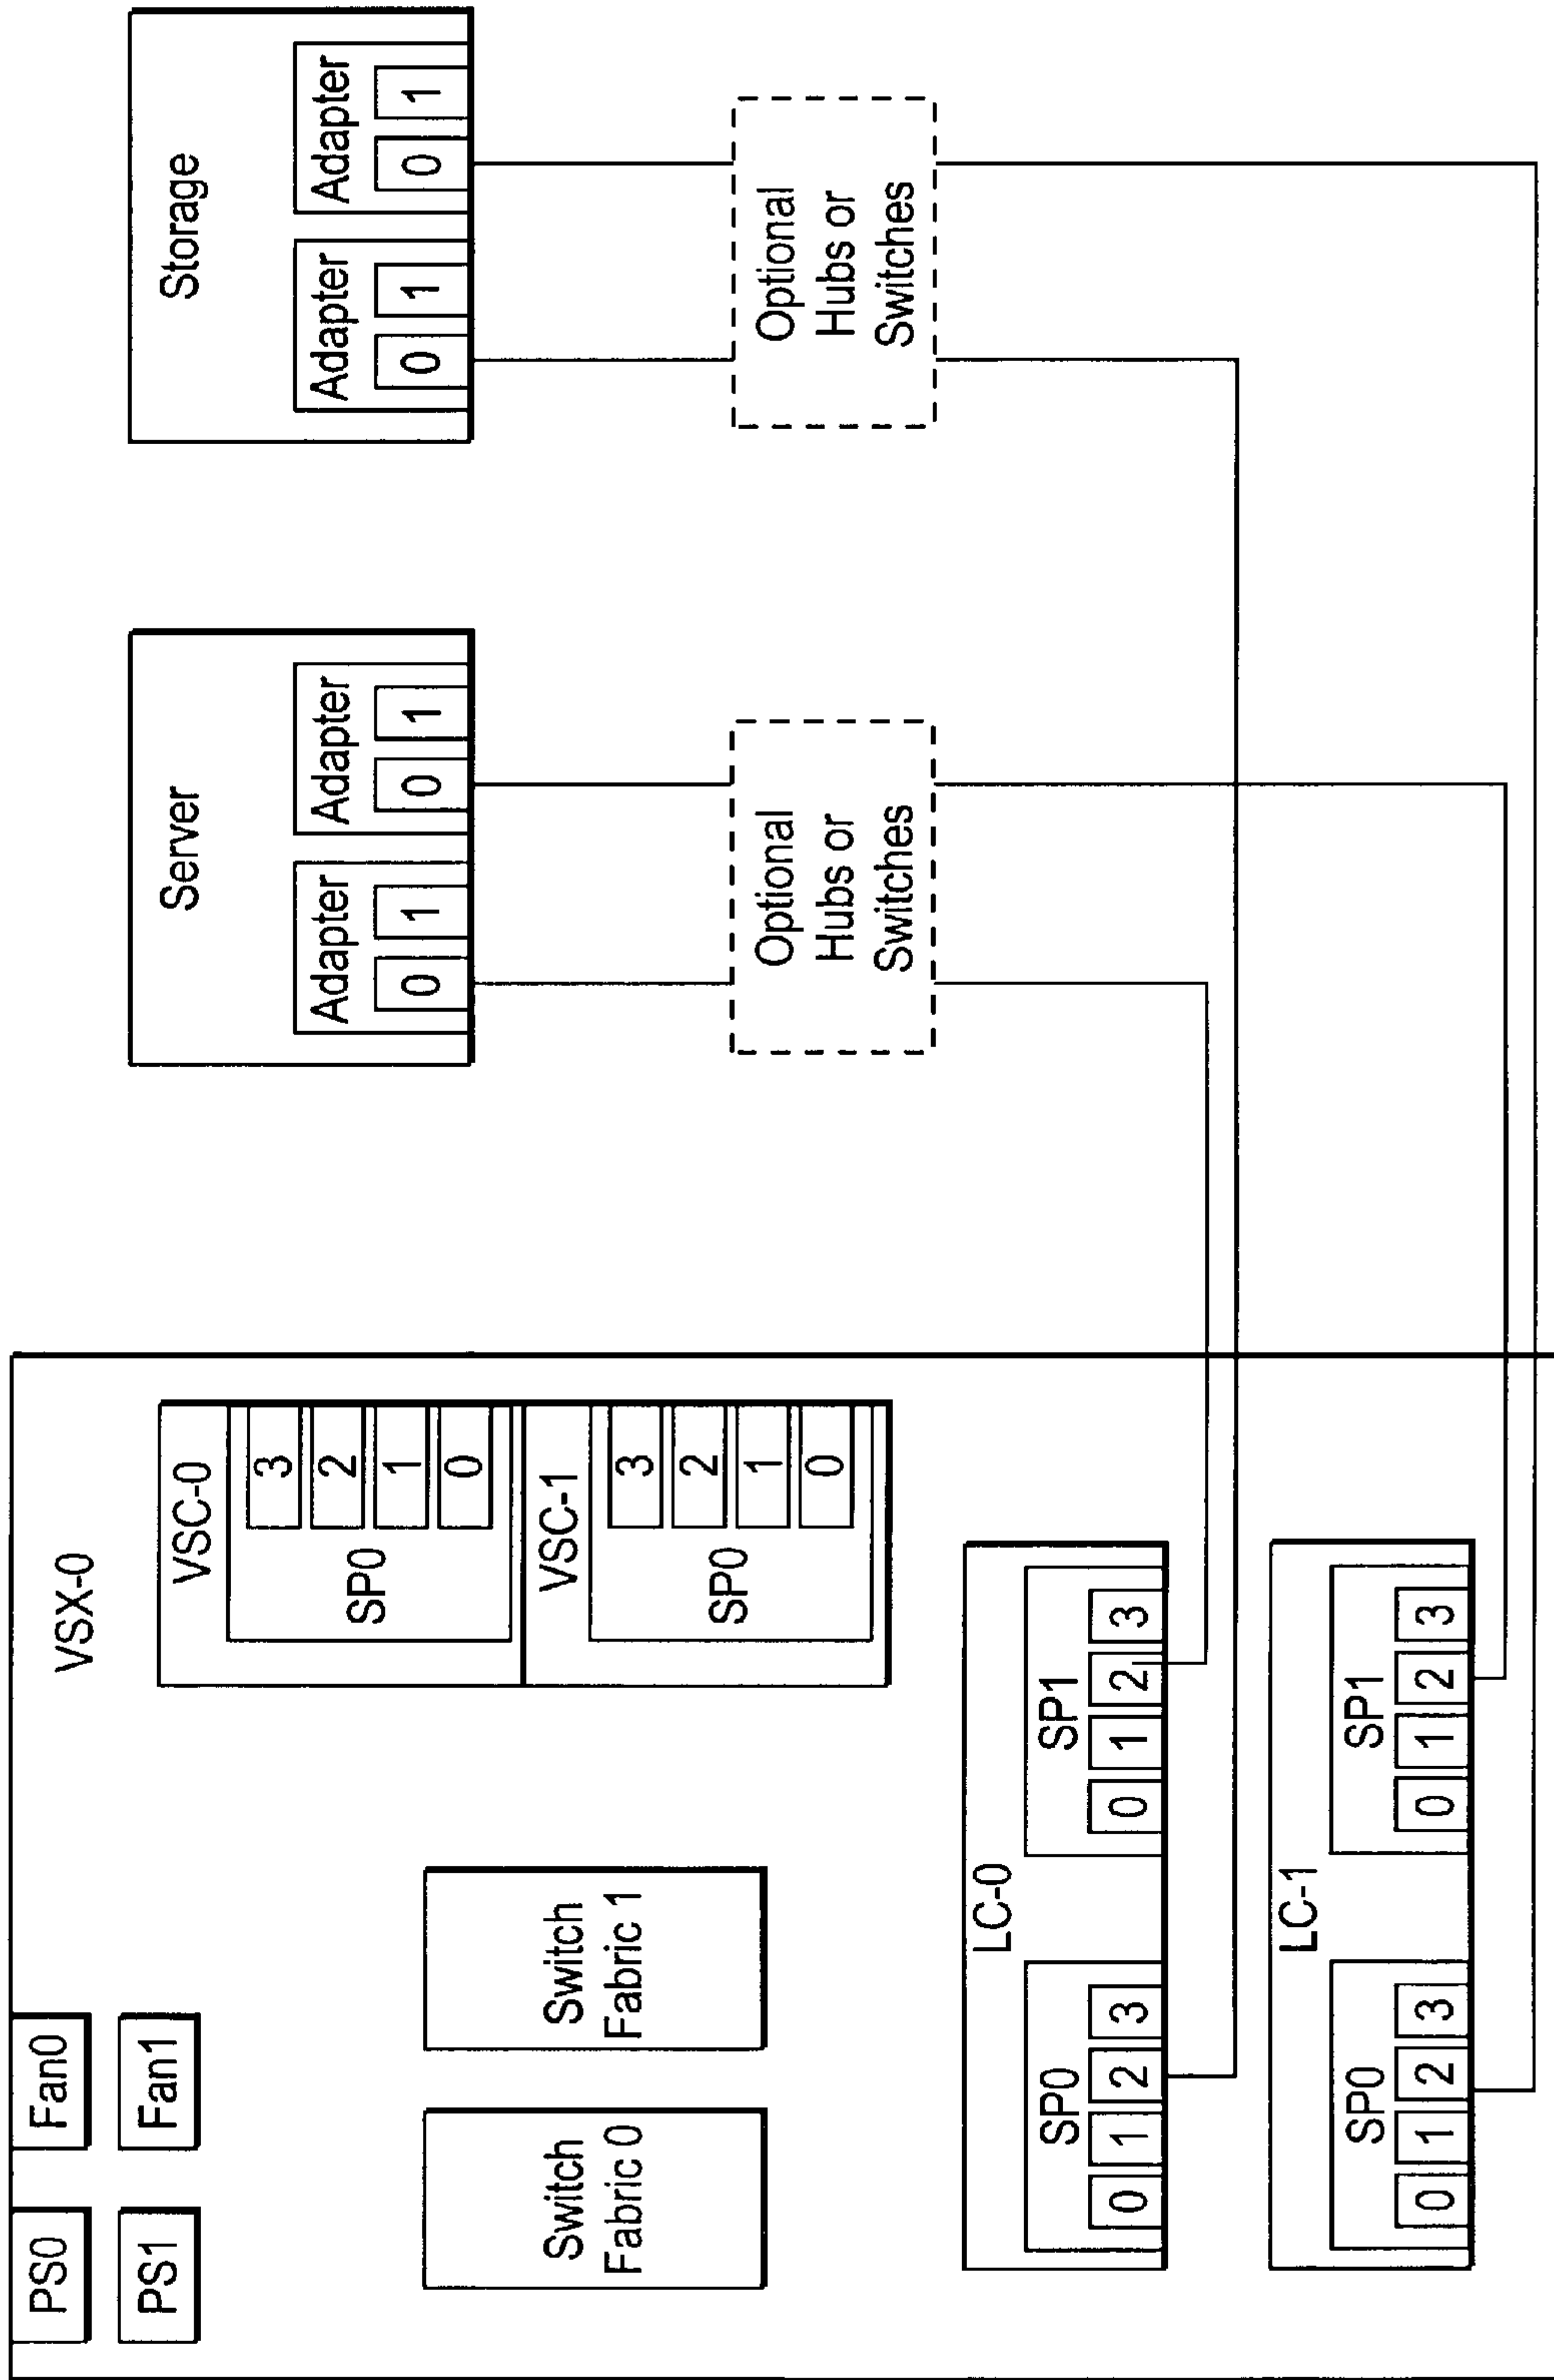 PS0
Fan0
PS1
Fan1
VSX-0
VSC-0
SP0
3
2
1
0
VSC-1
SP0
3
2
1
0
Switch
Fabric 0
Switch
Fabric 1
LC-0
SP0
0 1 2 3
SP1
0 1 2 3
LC-1
SP0
0 1 2 3
SP1
0 1 2 3
Server
Adapter
0 1
Adapter
0 1
Optional
Hubs or
Switches
Storage
Adapter
0 1
Adapter
0 1
Optional
Hubs or
Switches